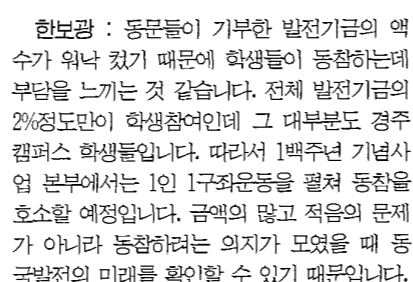 한보광 : 동문들이 기부한 발전기금의 액
수가 워낙 컸기 때문에 학생들이 동참하는데
부담을 느끼는 것 같습니다. 전체 발전기금의
2%정도만이 학생참여인데 그 대부분도 경주
캠퍼스 학생들입니다. 따라서 1백주년 기념사
업 본부에서는 1인 1구좌운동을 펼쳐 동참을
호소할 예정입니다. 금액의 많고 적음의 문제
가 아니라 동참하려는 의지가 모였을 때 동
국발전의 미래를 확인할 수 있기 때문입니다.